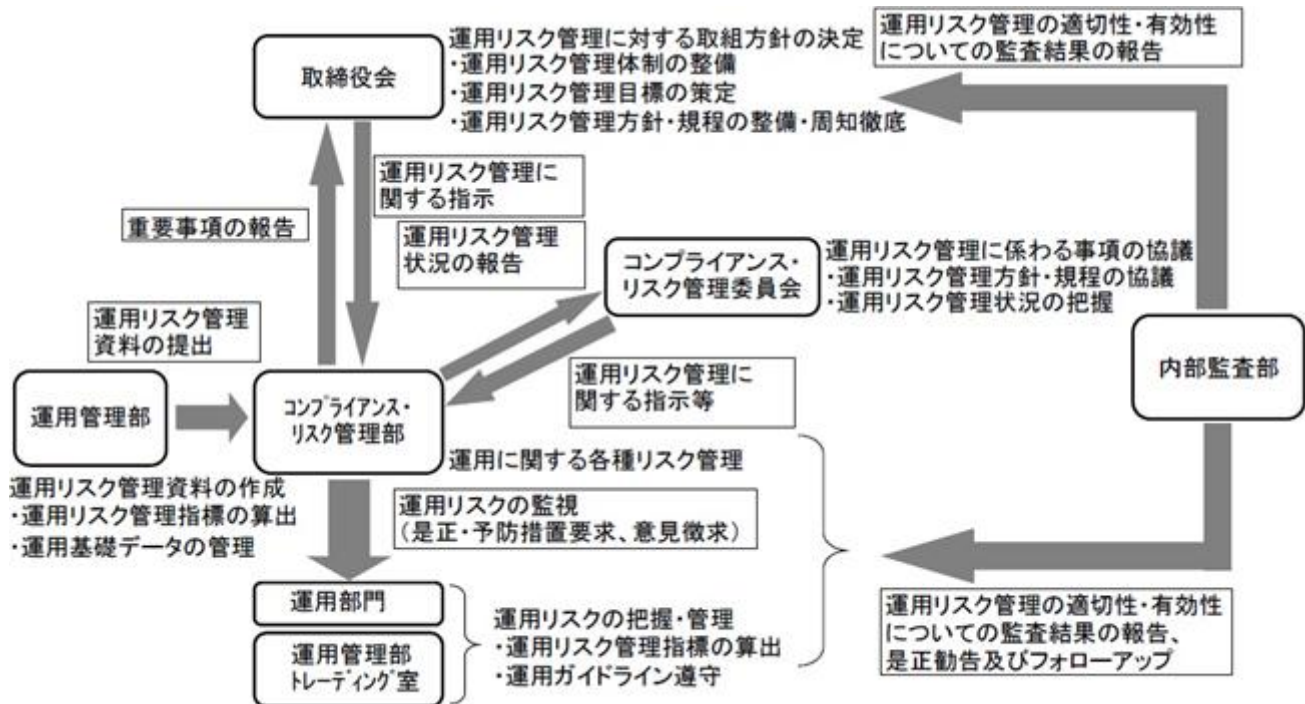 取締役会
運用リスク管理に対する取組方針の決定
・運用リスク管理体制の整備
・運用リスク管理目標の策定
・運用リスク管理方針・規程の整備・周知徹底
運用リスク管理の適切性・有効性
についての監査結果の報告
重要事項の報告
運用リスク管理に
関する指示
運用リスク管理
状況の報告
コンプライアンス・
リスク管理委員会
運用リスク管理に係わる事項の協議
・運用リスク管理方針・規程の協議
・運用リスク管理状況の把握
運用リスク管理
資料の提出
運用管理部
コンプライアンス・
リスク管理部
運用リスク管理に
関する指示等
内部監査部
運用に関する各種リスク管理
運用リスク管理資料の作成
・運用リスク管理指標の算出
・運用基礎データの管理
運用リスクの監視
（是正・予防措置要求、意見徴求）
運用部門
運用管理部
トレーディング室
運用リスクの把握・管理
・運用リスク管理指標の算出
・運用ガイドライン遵守
運用リスク管理の適切性・有効性
についての監査結果の報告、
是正勧告及びフォローアップ